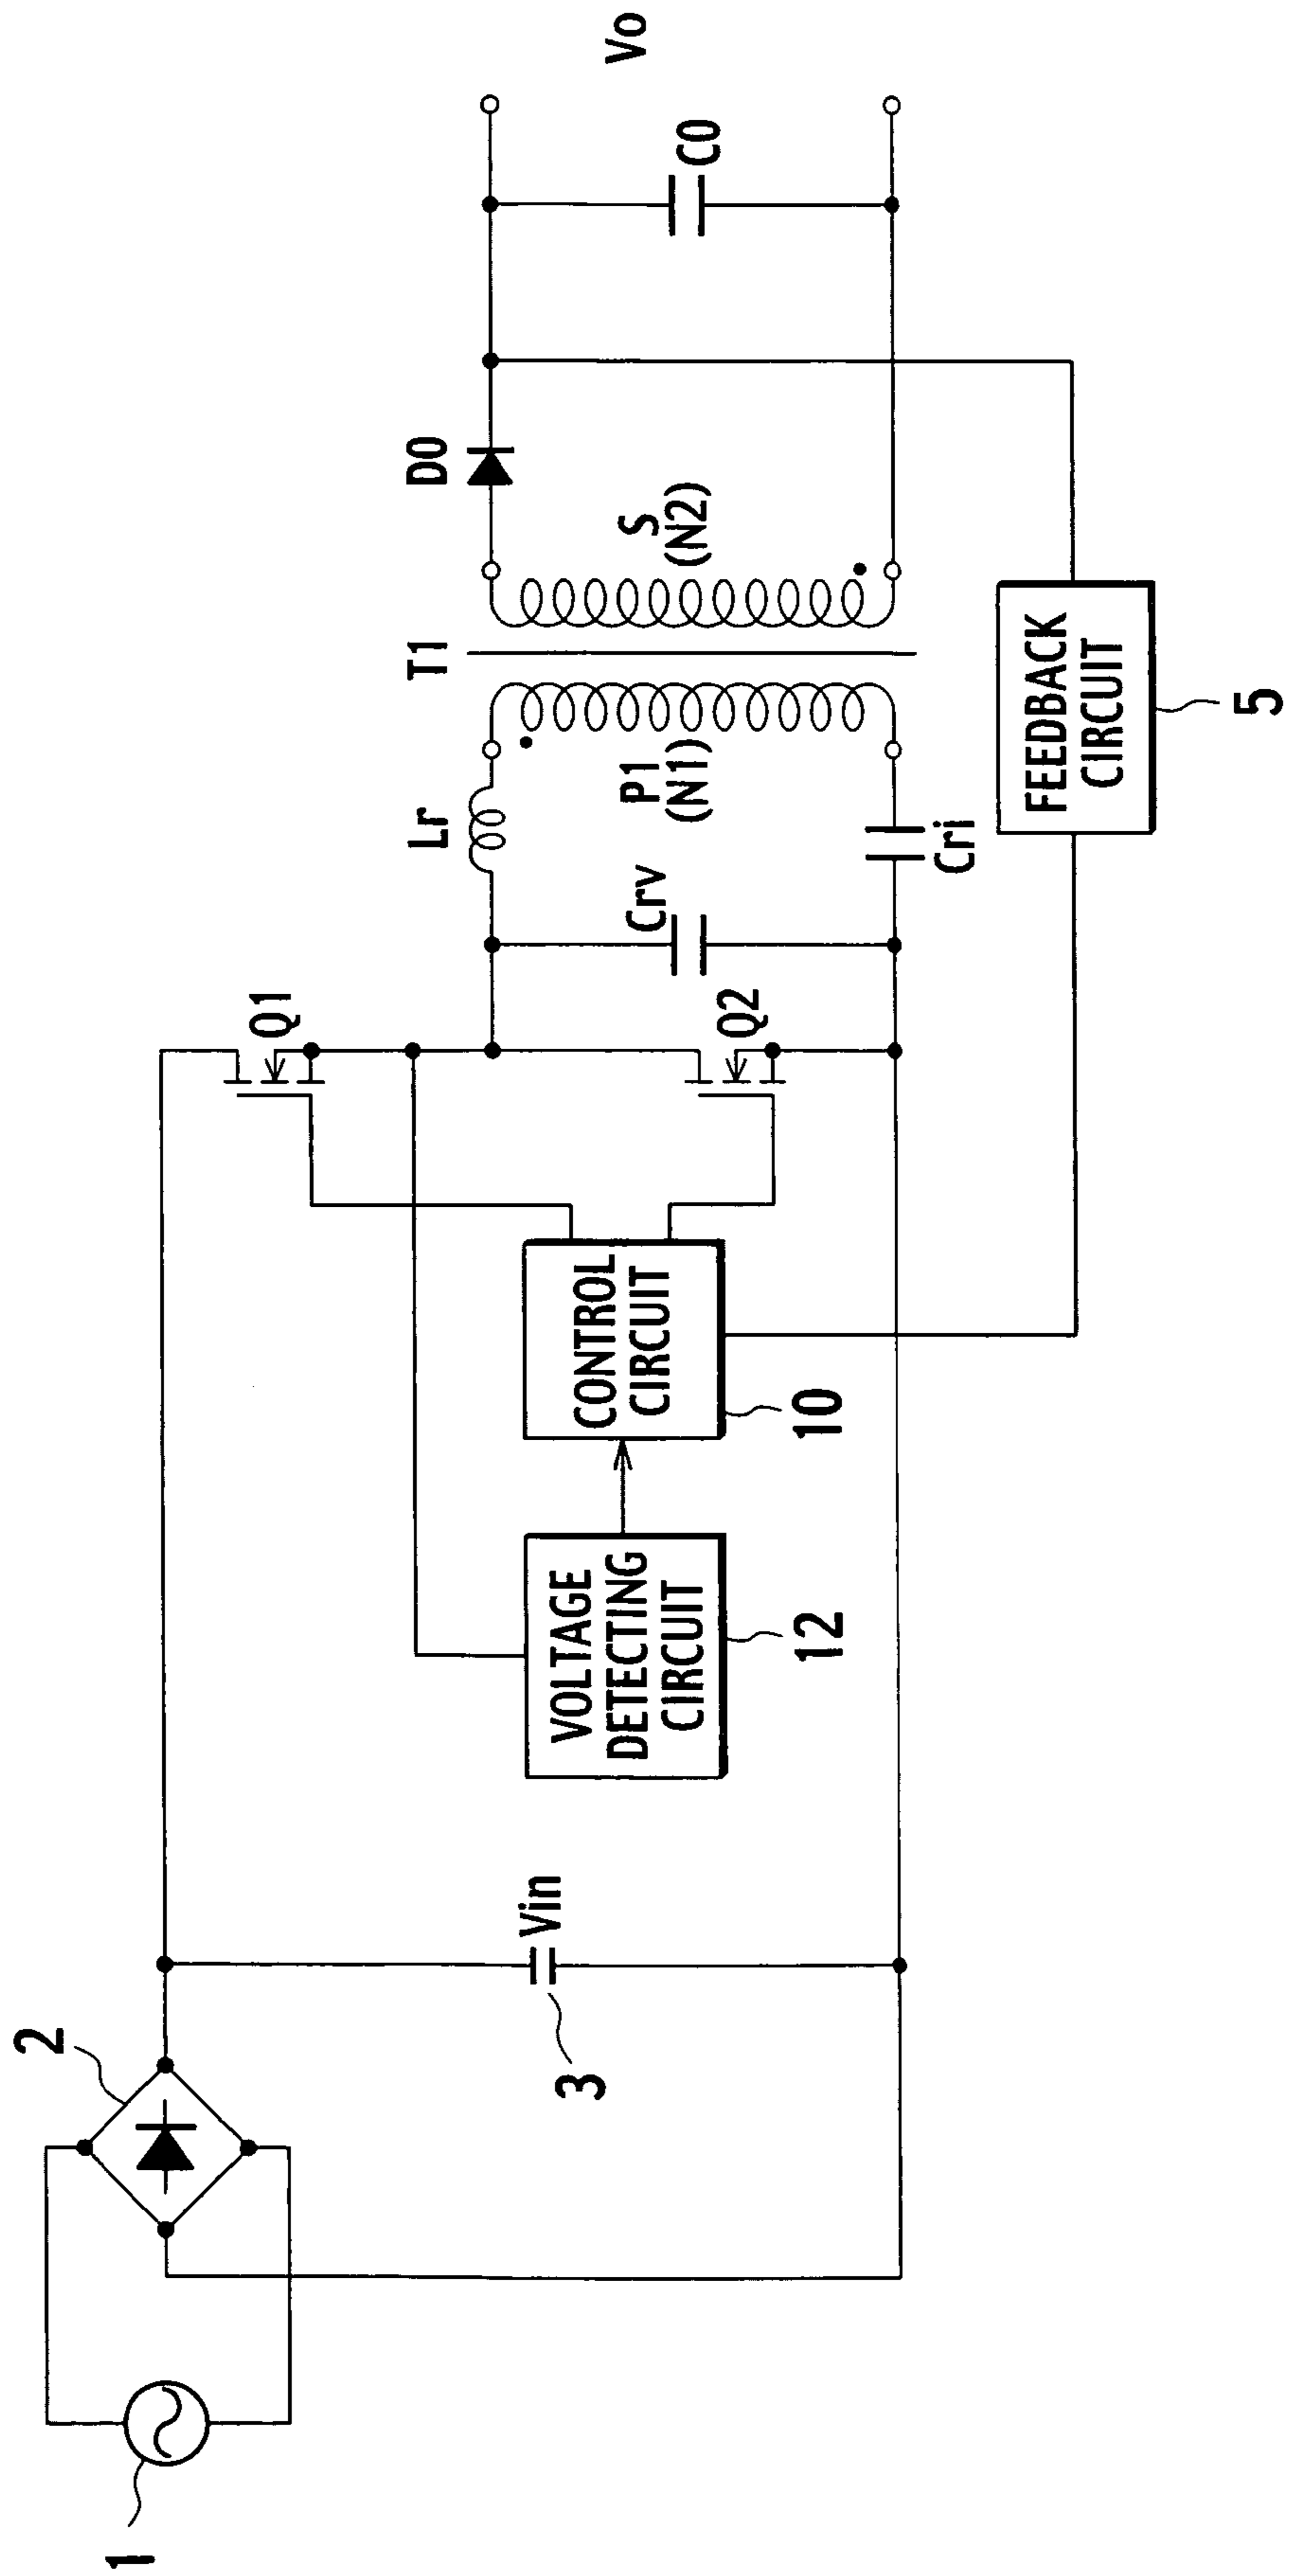 1
2
3
Vin
VOLTAGE
DETECTING
CIRCUIT
12
CONTROL
CIRCUIT
10
Q1
Q2
Crv
Cri
Lr
P1
(N1)
T1
S
(N2)
D0
C0
Vo
FEEDBACK
CIRCUIT
5